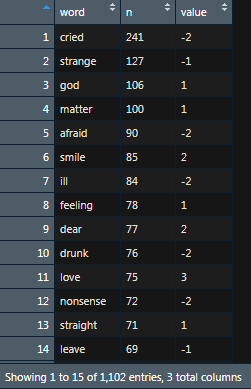 word n value
1 cried 241 -2
2 strange 127 -1
3 god 106 1
4 matter 100 1
5 afraid 90 -2
6 smile 85 2
7 ill 84 -2
8 feeling 78 1
9 dear 77 2
10 drunk 76 -2
11 love 75 3
12 nonsense 72 -2
13 straight 71 1
14 leave 69 -1
Showing 1 to 15 of 1,102 entries, 3 total columns